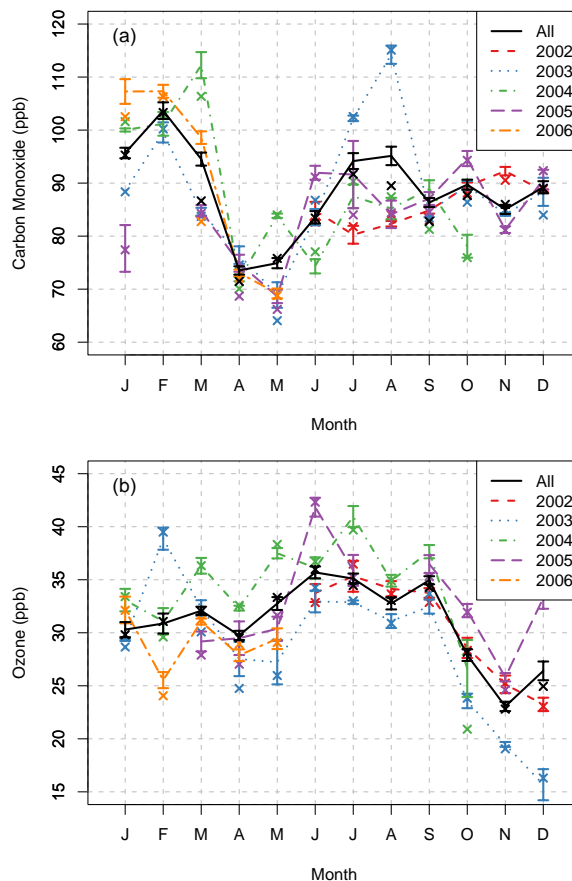 (a)
All
2002
2003
2004
2005
2006
Carbon Monoxide (ppb)
120
110
100
90
80
70
60
J F M A M J J A S O N D
Month
(b)
All
2002
2003
2004
2005
2006
Ozone (ppb)
45
40
35
30
25
20
15
J F M A M J J A S O N D
Month